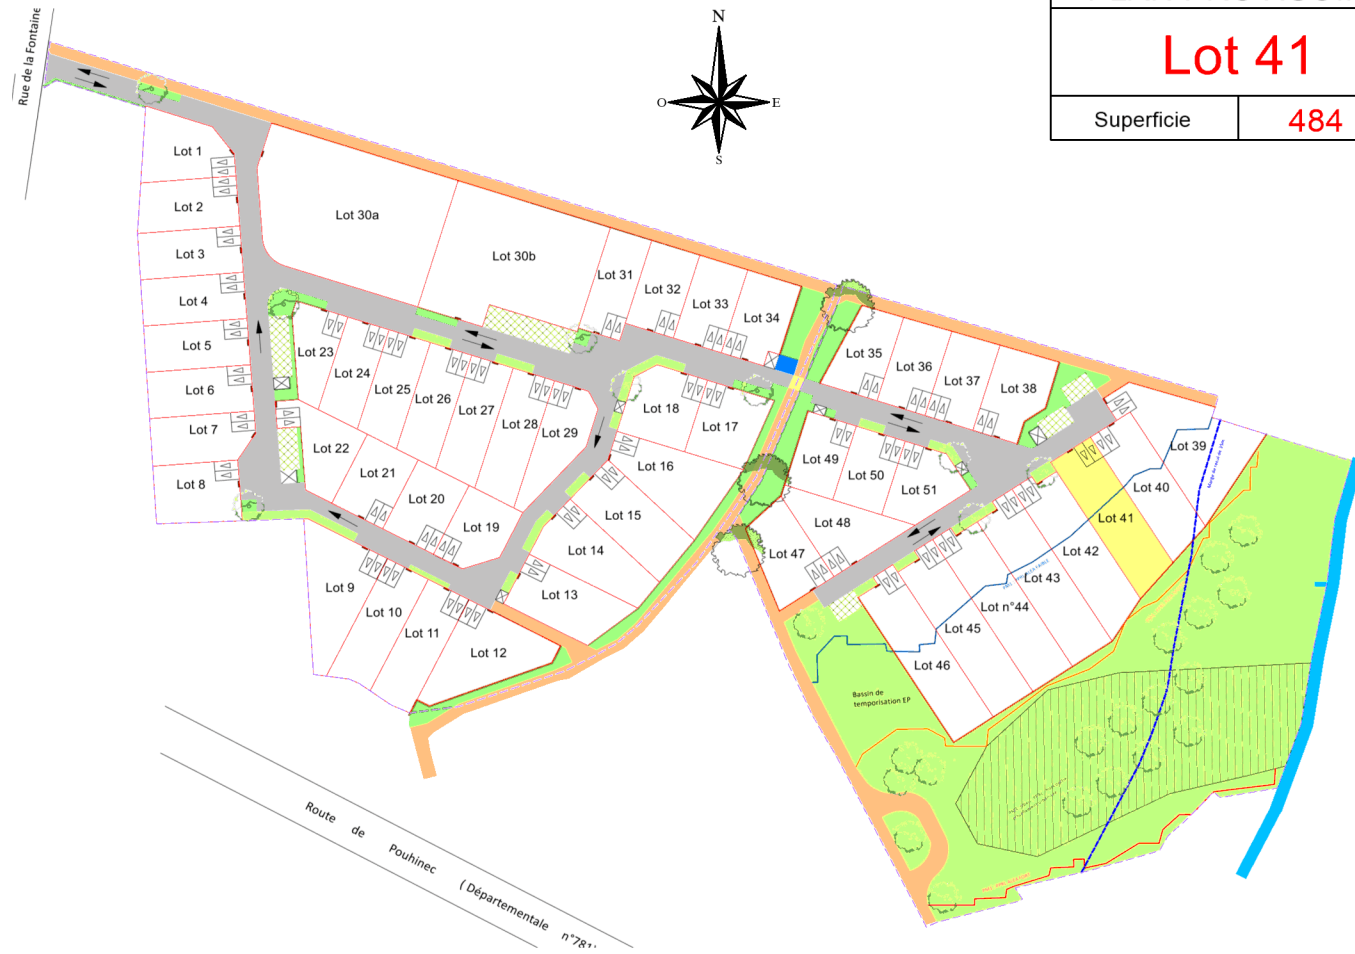 Lot 41
Superficie 484
N
O E
S
Rue de la Fontaine
Lot 1
Lot 2
Lot 3
Lot 4
Lot 5
Lot 6
Lot 7
Lot 8
Lot 30a
Lot 30b
Lot 31
Lot 32
Lot 33
Lot 34
Lot 35
Lot 36
Lot 37
Lot 38
Lot 39
Lot 40
Lot 41
Lot 42
Lot 43
Lot n°44
Lot 45
Lot 46
Lot 23
Lot 24
Lot 25
Lot 26
Lot 27
Lot 28
Lot 29
Lot 18
Lot 17
Lot 16
Lot 15
Lot 14
Lot 13
Lot 22
Lot 21
Lot 20
Lot 19
Lot 49
Lot 50
Lot 51
Lot 48
Lot 47
Lot 9
Lot 10
Lot 11
Lot 12
Bassin de
temporisation EP
Route de Pouhinec (Départementale n°781